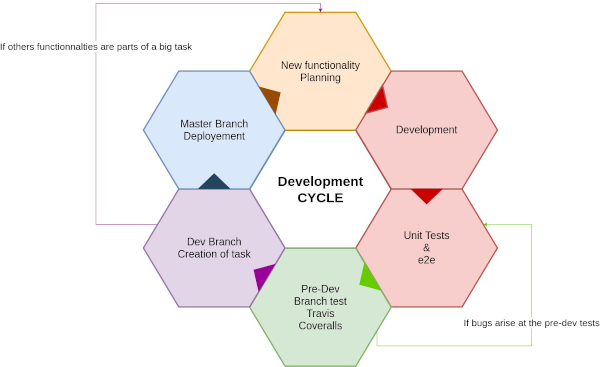 If others functionnalities are parts of a big task
New functionality
Planning
Master Branch
Deployement
Development
Development
CYCLE
Dev Branch
Creation of task
Unit Tests
&
e2e
Pre-Dev
Branch test
Travis
Coveralls
If bugs arise at the pre-dev tests